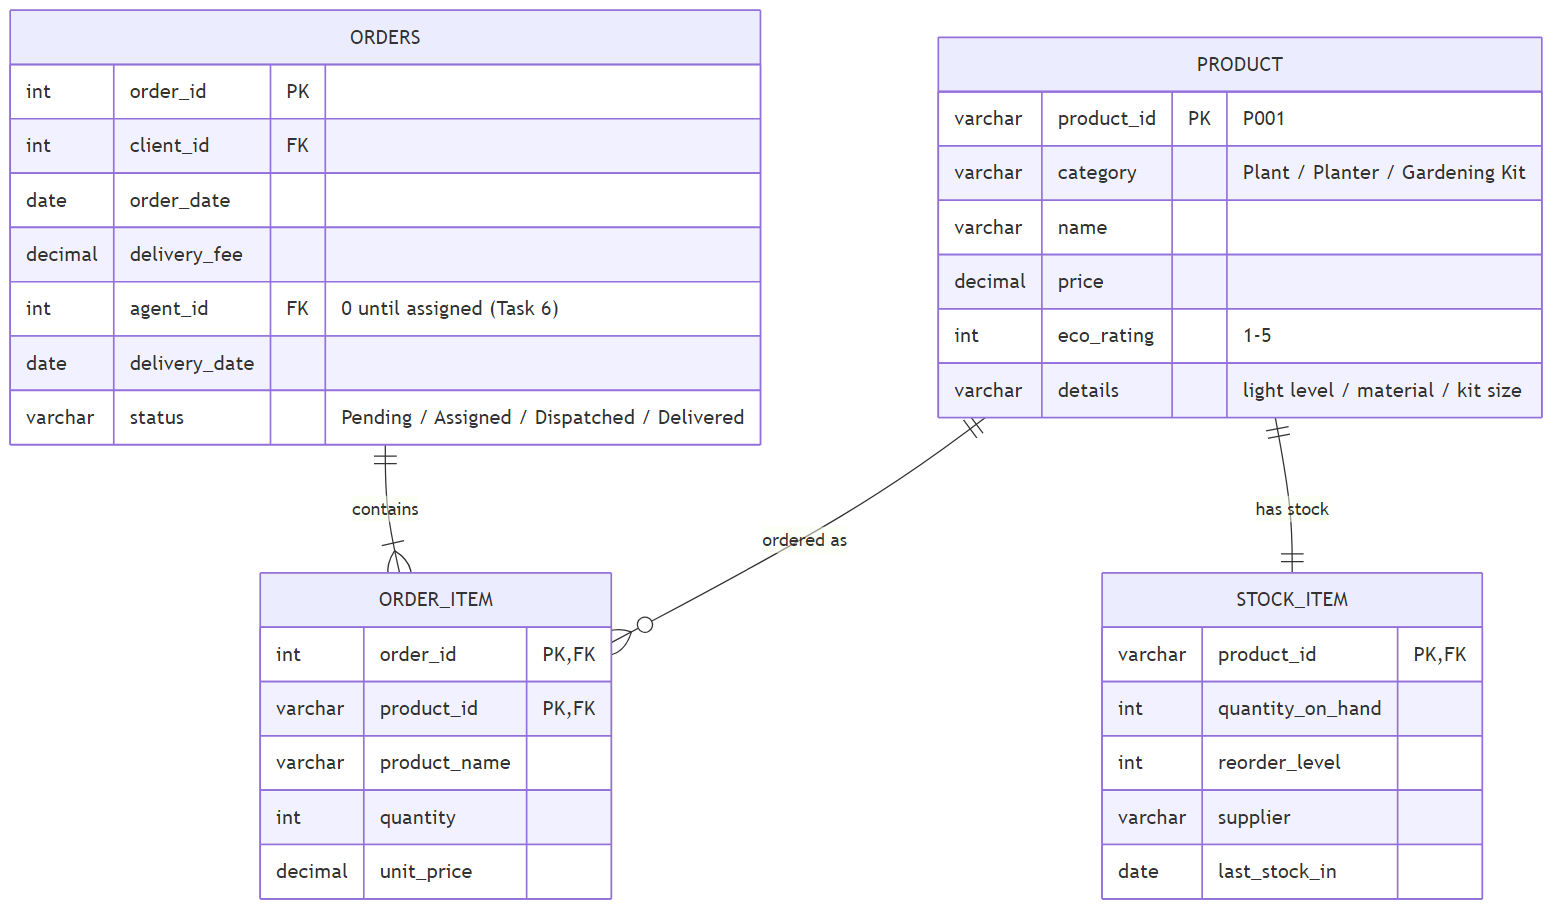 ORDERS
int order_id PK
int client_id FK
date order_date
decimal delivery_fee
int agent_id FK 0 until assigned (Task 6)
date delivery_date
varchar status Pending / Assigned / Dispatched / Delivered
PRODUCT
varchar product_id PK P001
varchar category Plant / Planter / Gardening Kit
varchar name
decimal price
int eco_rating 1-5
varchar details light level / material / kit size
contains
ordered as
has stock
ORDER_ITEM
int order_id PK,FK
varchar product_id PK,FK
varchar product_name
int quantity
decimal unit_price
STOCK_ITEM
varchar product_id PK,FK
int quantity_on_hand
int reorder_level
varchar supplier
date last_stock_in